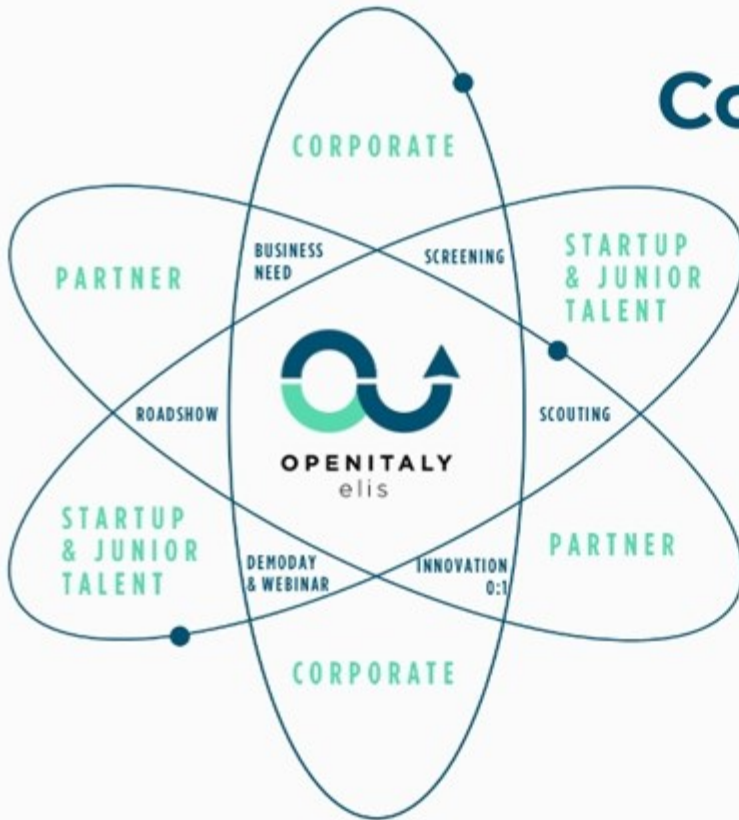 Co
CORPORATE
PARTNER
BUSINESS
NEED
SCREENING
STARTUP
& JUNIOR
TALENT
ROADSHOW
SCOUTING
OPENITALY
elis
STARTUP
& JUNIOR
TALENT
DEMODAY
& WEBINAR
INNOVATION
0:1
PARTNER
CORPORATE